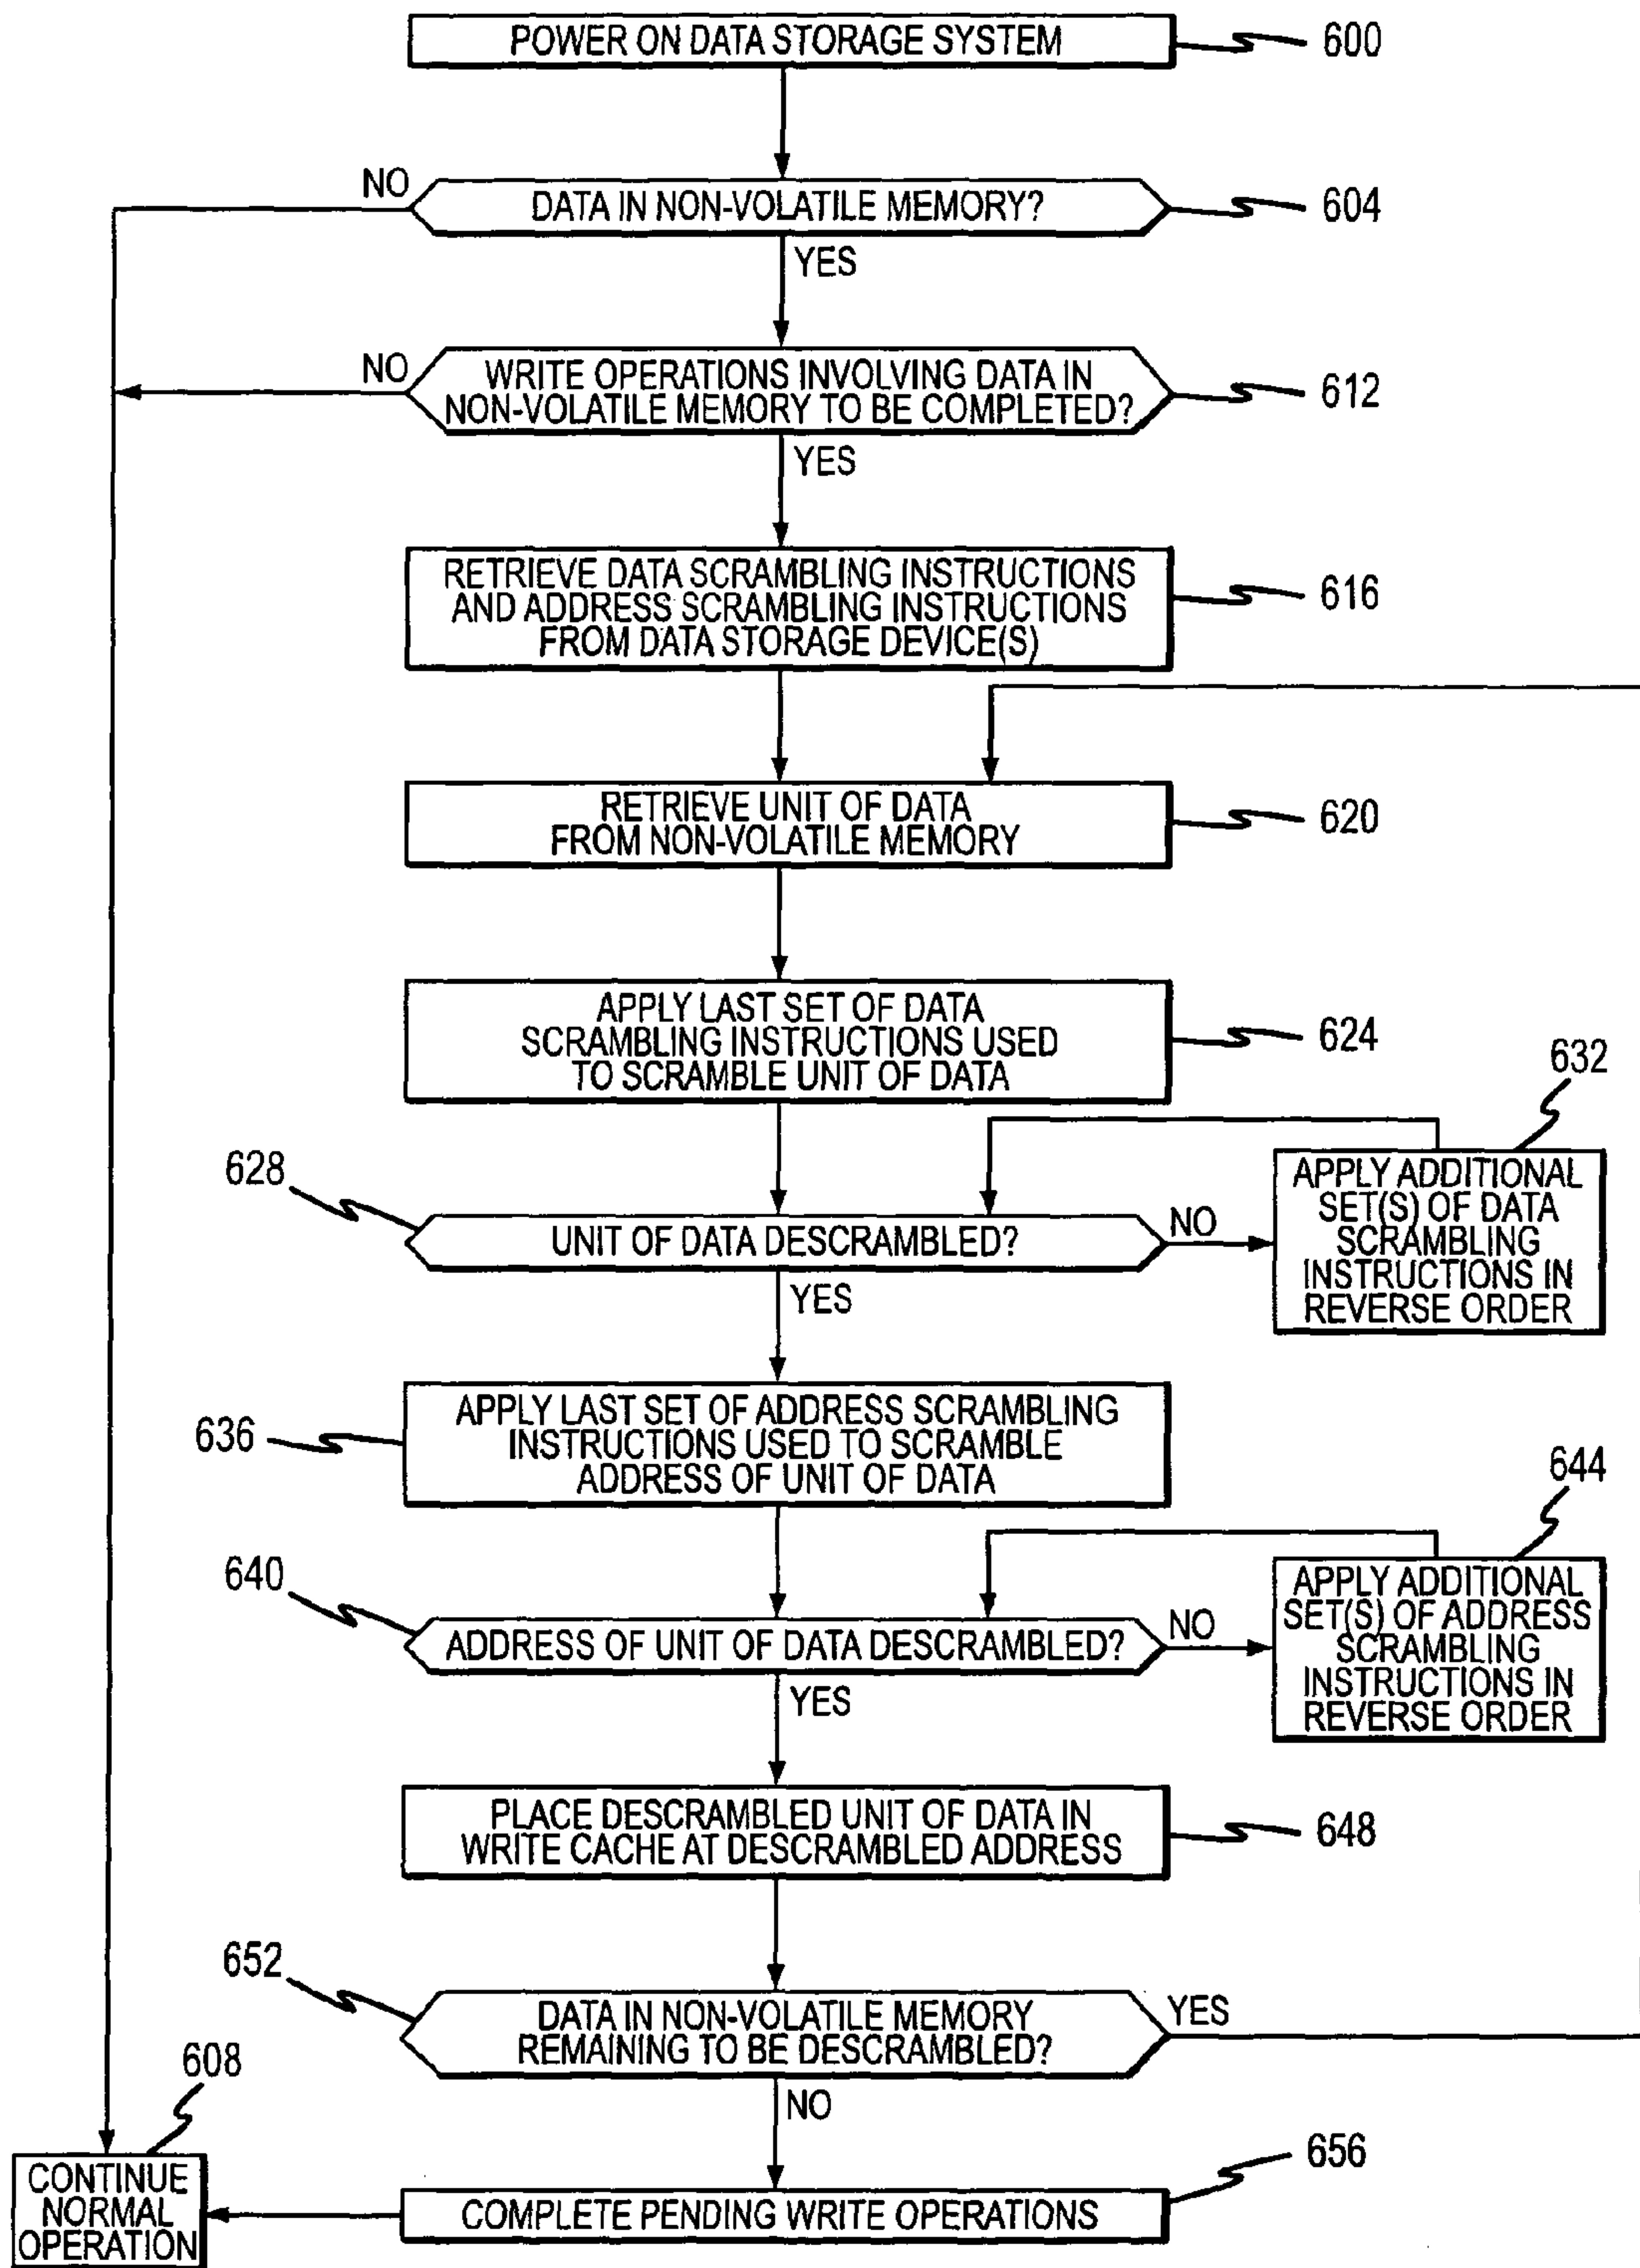 POWER ON DATA STORAGE SYSTEM
600
NO
DATA IN NON-VOLATILE MEMORY?
604
YES
NO
WRITE OPERATIONS INVOLVING DATA IN
NON-VOLATILE MEMORY TO BE COMPLETED?
612
YES
RETRIEVE DATA SCRAMBLING INSTRUCTIONS
AND ADDRESS SCRAMBLING INSTRUCTIONS
FROM DATA STORAGE DEVICE(S)
616
RETRIEVE UNIT OF DATA
FROM NON-VOLATILE MEMORY
620
APPLY LAST SET OF DATA
SCRAMBLING INSTRUCTIONS USED
TO SCRAMBLE UNIT OF DATA
624
632
628
UNIT OF DATA DESCRAMBLED?
NO
APPLY ADDITIONAL
SET(S) OF DATA
SCRAMBLING
INSTRUCTIONS IN
REVERSE ORDER
YES
636
APPLY LAST SET OF ADDRESS SCRAMBLING
INSTRUCTIONS USED TO SCRAMBLE
ADDRESS OF UNIT OF DATA
644
640
ADDRESS OF UNIT OF DATA DESCRAMBLED?
NO
APPLY ADDITIONAL
SET(S) OF ADDRESS
SCRAMBLING
INSTRUCTIONS IN
REVERSE ORDER
YES
PLACE DESCRAMBLED UNIT OF DATA IN
WRITE CACHE AT DESCRAMBLED ADDRESS
648
652
DATA IN NON-VOLATILE MEMORY
REMAINING TO BE DESCRAMBLED?
YES
608
NO
CONTINUE
NORMAL
OPERATION
COMPLETE PENDING WRITE OPERATIONS
656